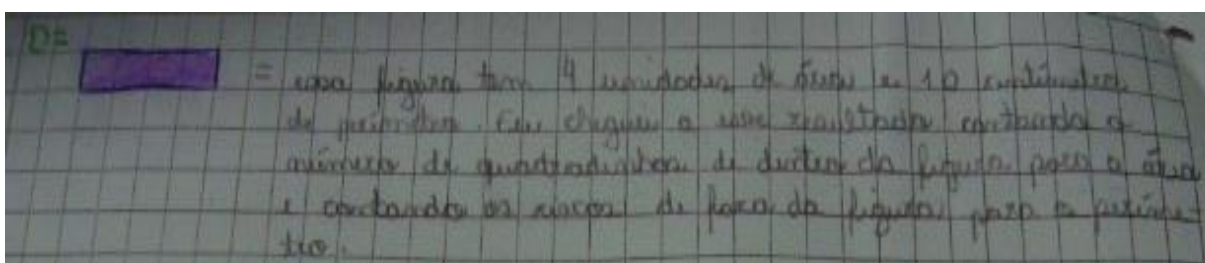 D=
= essa figura tem 4 unidades de área e 10 centímetros
de perímetro. Eu cheguei a esse resultado contando o
número de quadradinhos de dentro da figura para a área
e contando os riscos de fora da figura para o períme-
tro.